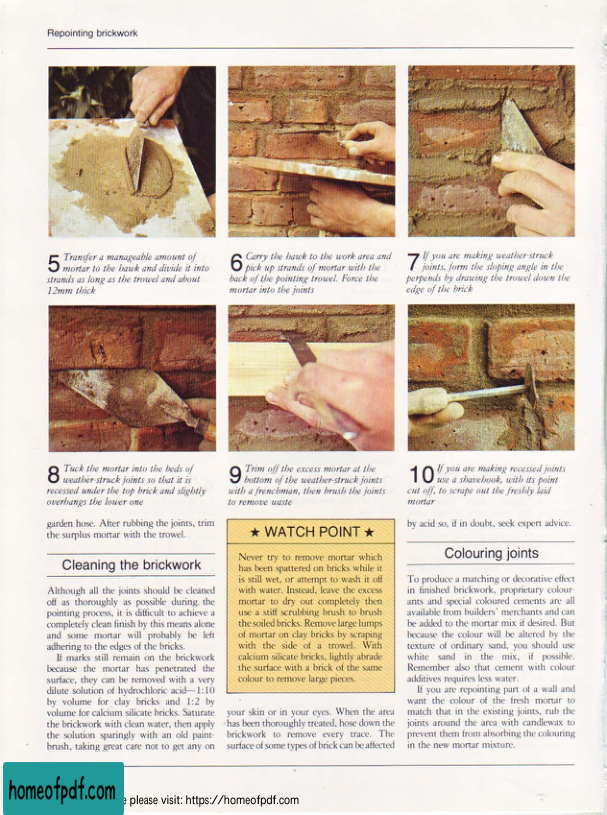 Repointing brickwork
5 Transfer a manageable amount of
mortar to the hawk and divide it into
strands as long as the trowel and about
12mm thick
6 Carry the hawk to the work area and
pick up strands of mortar with the
back of the pointing trowel. Force the
mortar into the joints
7 If you are making weather-struck
joints, form the sloping angle in the
perpends by drawing the trowel down the
edge of the brick
8 Tuck the mortar into the beds of
weather-struck joints so that it is
recessed under the top brick and slightly
overhangs the lower one
9 Trim off the excess mortar at the
bottom of the weather-struck joints
with a frenchman, then brush the joints
to remove waste
10 If you are making recessed joints
use a shavehook, with its point
cut off, to scrape out the freshly laid
mortar
garden hose. After rubbing the joints, trim
the surplus mortar with the trowel.
Cleaning the brickwork
Although all the joints should be cleaned
off as thoroughly as possible during the
pointing process, it is difficult to achieve a
completely clean finish by this means alone
and some mortar will probably be left
adhering to the edges of the bricks.
If marks still remain on the brickwork
because the mortar has penetrated the
surface, they can be removed with a very
dilute solution of hydrochloric acid—1:10
by volume for clay bricks and 1:2 by
volume for calcium silicate bricks. Saturate
the brickwork with clean water, then apply
the solution sparingly with an old paint-
brush, taking great care not to get any on
★ WATCH POINT ★
Never try to remove mortar which
has been spattered on bricks while it
is still wet, or attempt to wash it off
with water. Instead, leave the excess
mortar to dry out completely then
use a stiff scrubbing brush to brush
the soiled bricks. Remove large lumps
of mortar on clay bricks by scraping
with the side of a trowel. With
calcium silicate bricks, lightly abrade
the surface with a brick of the same
colour to remove large pieces.
your skin or in your eyes. When the area
has been thoroughly treated, hose down the
brickwork to remove every trace. The
surface of some types of brick can be affected
by acid so, if in doubt, seek expert advice.
Colouring joints
To produce a matching or decorative effect
in finished brickwork, proprietary colour-
ants and special coloured cements are all
available from builders' merchants and can
be added to the mortar mix if desired. But
because the colour will be altered by the
texture of ordinary sand, you should use
white sand in the mix, if possible.
Remember also that cement with colour
additives requires less water.
If you are repointing part of a wall and
want the colour of the fresh mortar to
match that in the existing joints, rub the
joints around the area with candlewax to
prevent them from absorbing the colouring
in the new mortar mixture.
homeofpdf.com
e please visit: https://homeofpdf.com